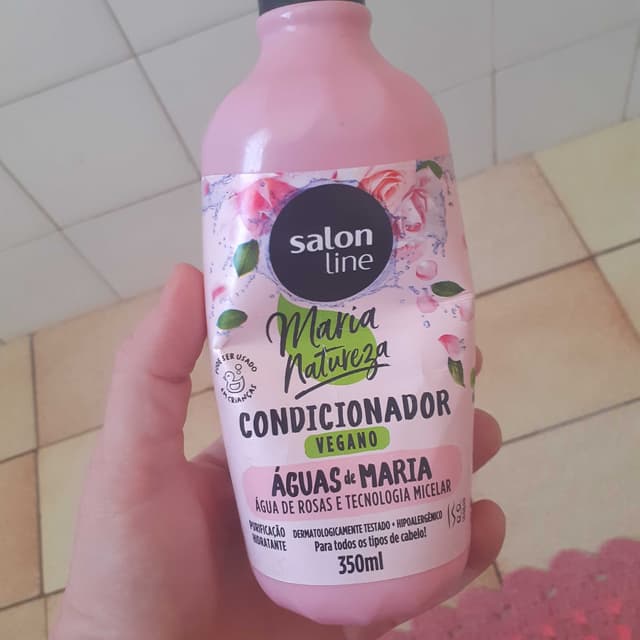 salon
line
Maria
Natureza
PODE SER USADO
EM CRIANÇAS
CONDICIONADOR
VEGANO
ÁGUAS de MARIA
ÁGUA DE ROSAS E TECNOLOGIA MICELAR
PURIFICAÇÃO
HIDRATANTE
DERMATOLOGICAMENTE TESTADO • HIPOALERGÊNICO
Para todos os tipos de cabelo!
350ml